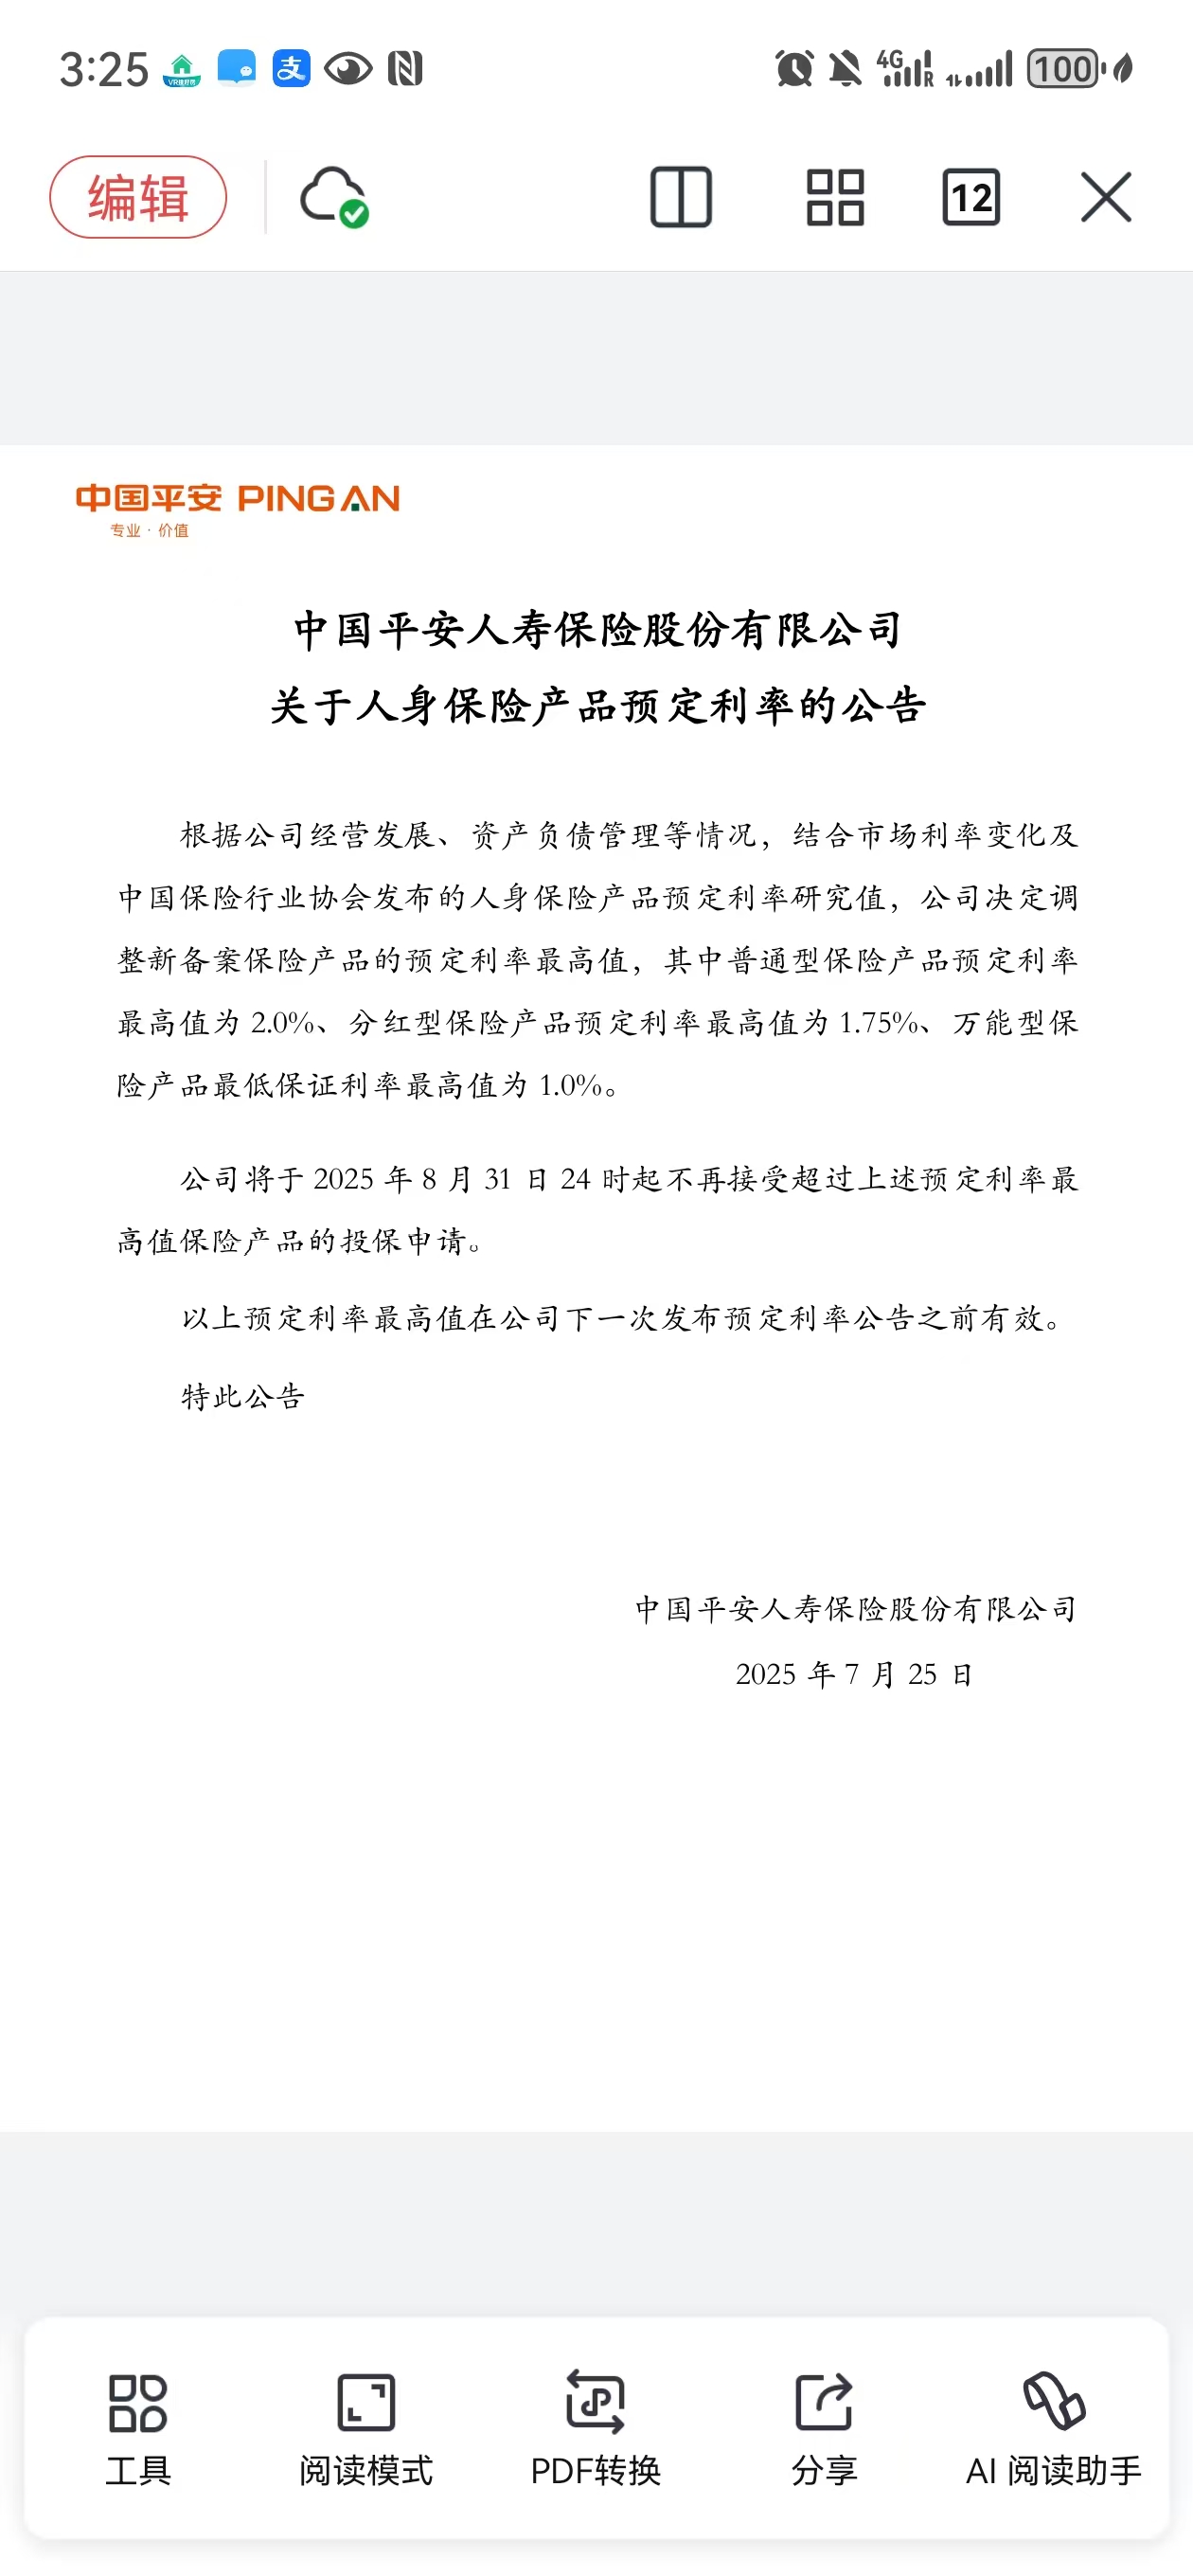 3:25
VR
支
4G
R
100
编辑
12
中国平安 PINGAN
专业·价值
中国平安人寿保险股份有限公司
关于人身保险产品预定利率的公告
根据公司经营发展、资产负债管理等情况，结合市场利率变化及
中国保险行业协会发布的人身保险产品预定利率研究值，公司决定调
整新备案保险产品的预定利率最高值，其中普通型保险产品预定利率
最高值为 2.0%、分红型保险产品预定利率最高值为 1.75%、万能型保
险产品最低保证利率最高值为 1.0%。
公司将于 2025 年 8 月 31 日 24 时起不再接受超过上述预定利率最
高值保险产品的投保申请。
以上预定利率最高值在公司下一次发布预定利率公告之前有效。
特此公告
中国平安人寿保险股份有限公司
2025 年 7 月 25 日
工具
阅读模式
PDF转换
分享
AI 阅读助手